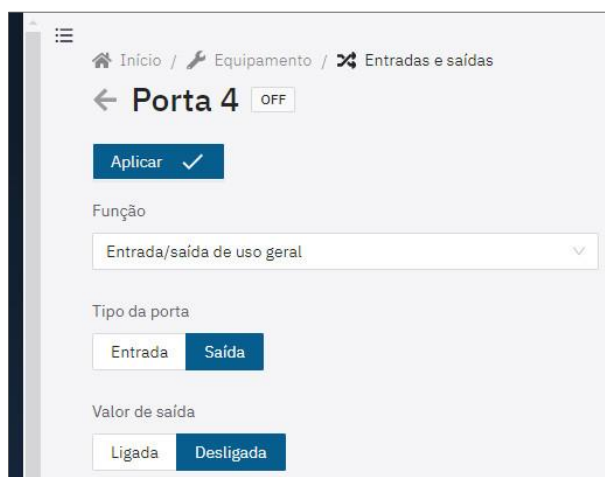 Início / Equipamento / Entradas e saídas
Porta 4 OFF
Aplicar
Função
Entrada/saída de uso geral
Tipo da porta
Entrada Saída
Valor de saída
Ligada Desligada